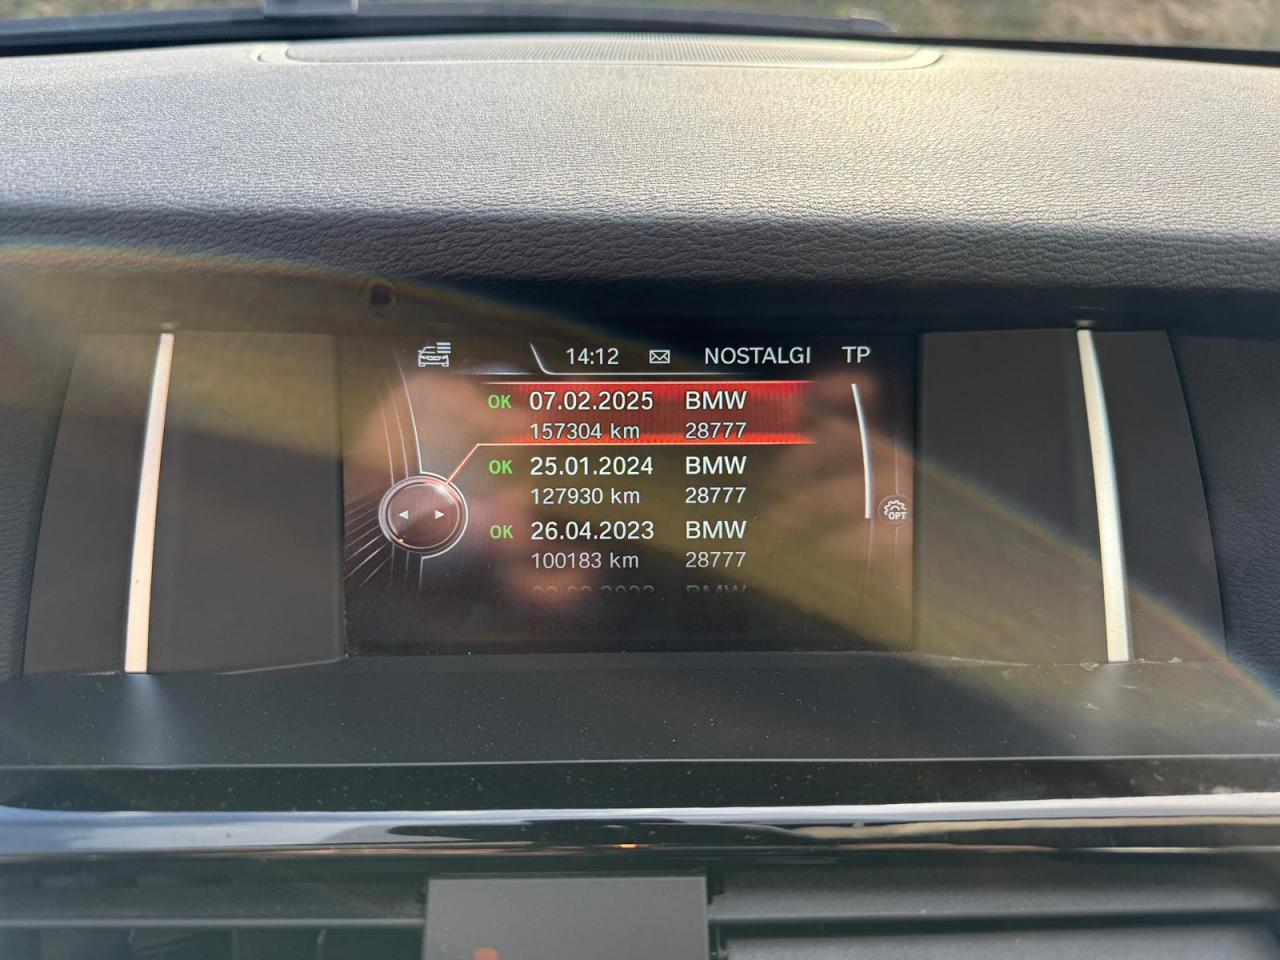 14:12 NOSTALGI TP
OK 07.02.2025 BMW
157304 km 28777
OK 25.01.2024 BMW
127930 km 28777
OK 26.04.2023 BMW
100183 km 28777
BMW
OPT